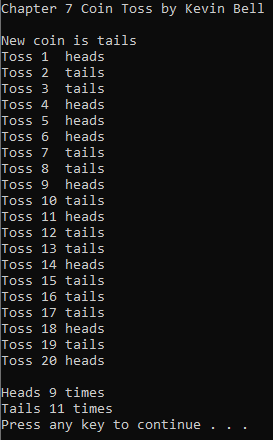 Chapter 7 Coin Toss by Kevin Bell
New coin is tails
Toss 1  heads
Toss 2  tails
Toss 3  tails
Toss 4  heads
Toss 5  heads
Toss 6  heads
Toss 7  tails
Toss 8  tails
Toss 9  heads
Toss 10 tails
Toss 11 heads
Toss 12 tails
Toss 13 tails
Toss 14 heads
Toss 15 tails
Toss 16 tails
Toss 17 tails
Toss 18 heads
Toss 19 tails
Toss 20 heads
Heads 9 times
Tails 11 times
Press any key to continue . . .